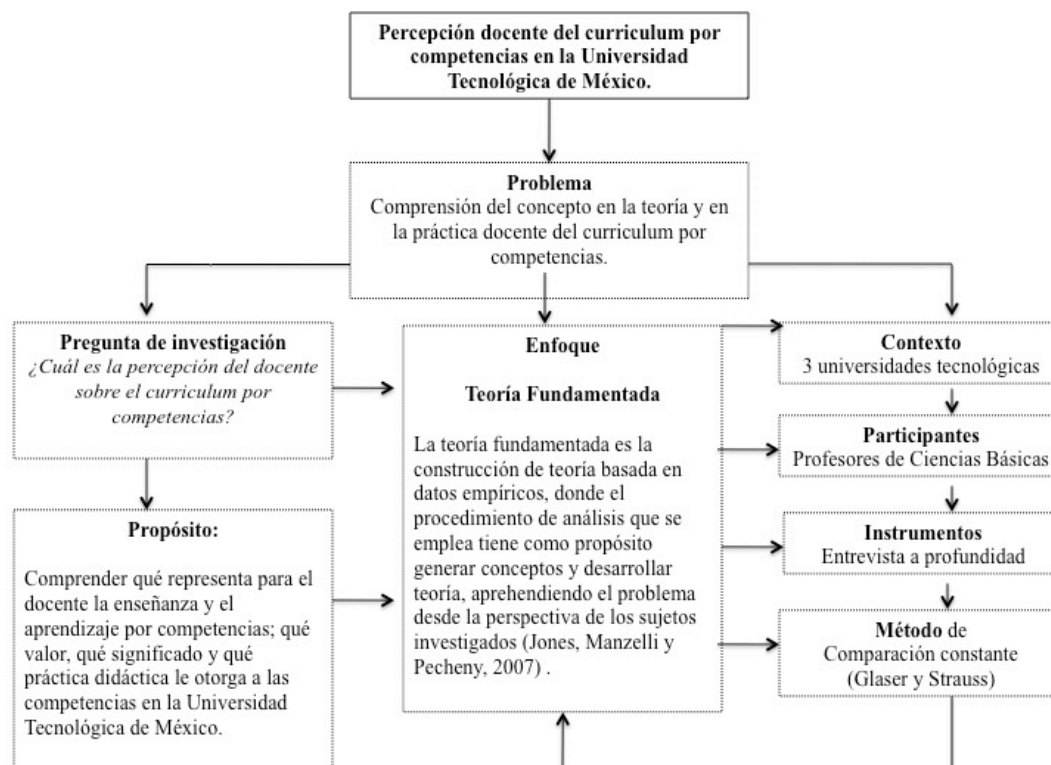 Percepción docente del curriculum por
competencias en la Universidad
Tecnológica de México.
Problema
Comprensión del concepto en la teoría y en
la práctica docente del curriculum por
competencias.
Pregunta de investigación
¿Cuál es la percepción del docente
sobre el curriculum por
competencias?
Propósito:
Comprender qué representa para el
docente la enseñanza y el
aprendizaje por competencias; qué
valor, qué significado y qué
práctica didáctica le otorga a las
competencias en la Universidad
Tecnológica de México.
Enfoque
Teoría Fundamentada
La teoría fundamentada es la
construcción de teoría basada en
datos empíricos, donde el
procedimiento de análisis que se
emplea tiene como propósito
generar conceptos y desarrollar
teoría, aprehendiendo el problema
desde la perspectiva de los sujetos
investigados (Jones, Manzelli y
Pecheny, 2007) .
Contexto
3 universidades tecnológicas
Participantes
Profesores de Ciencias Básicas
Instrumentos
Entrevista a profundidad
Método de
Comparación constante
(Glaser y Strauss)